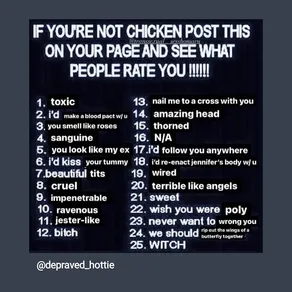 IF YOU'RE NOT CHICKEN POST THIS
ON YOUR PAGE AND SEE WHAT
PEOPLE RATE YOU !!!!!!
1. toxic
2. i'd make a blood pact w/ u
3. you smell like roses
4. sanguine
5. you look like my ex
6. i'd kiss your tummy
7. beautiful tits
8. cruel
9. impenetrable
10. ravenous
11. jester-like
12. bitch
13. nail me to a cross with you
14. amazing head
15. thorned
16. N/A
17. i'd follow you anywhere
18. i'd re-enact jennifer's body w/ u
19. wired
20. terrible like angels
21. sweet
22. wish you were poly
23. never want to wrong you
24. we should rip out the wings of a
butterfly together
25. WITCH
@depraved_hottie